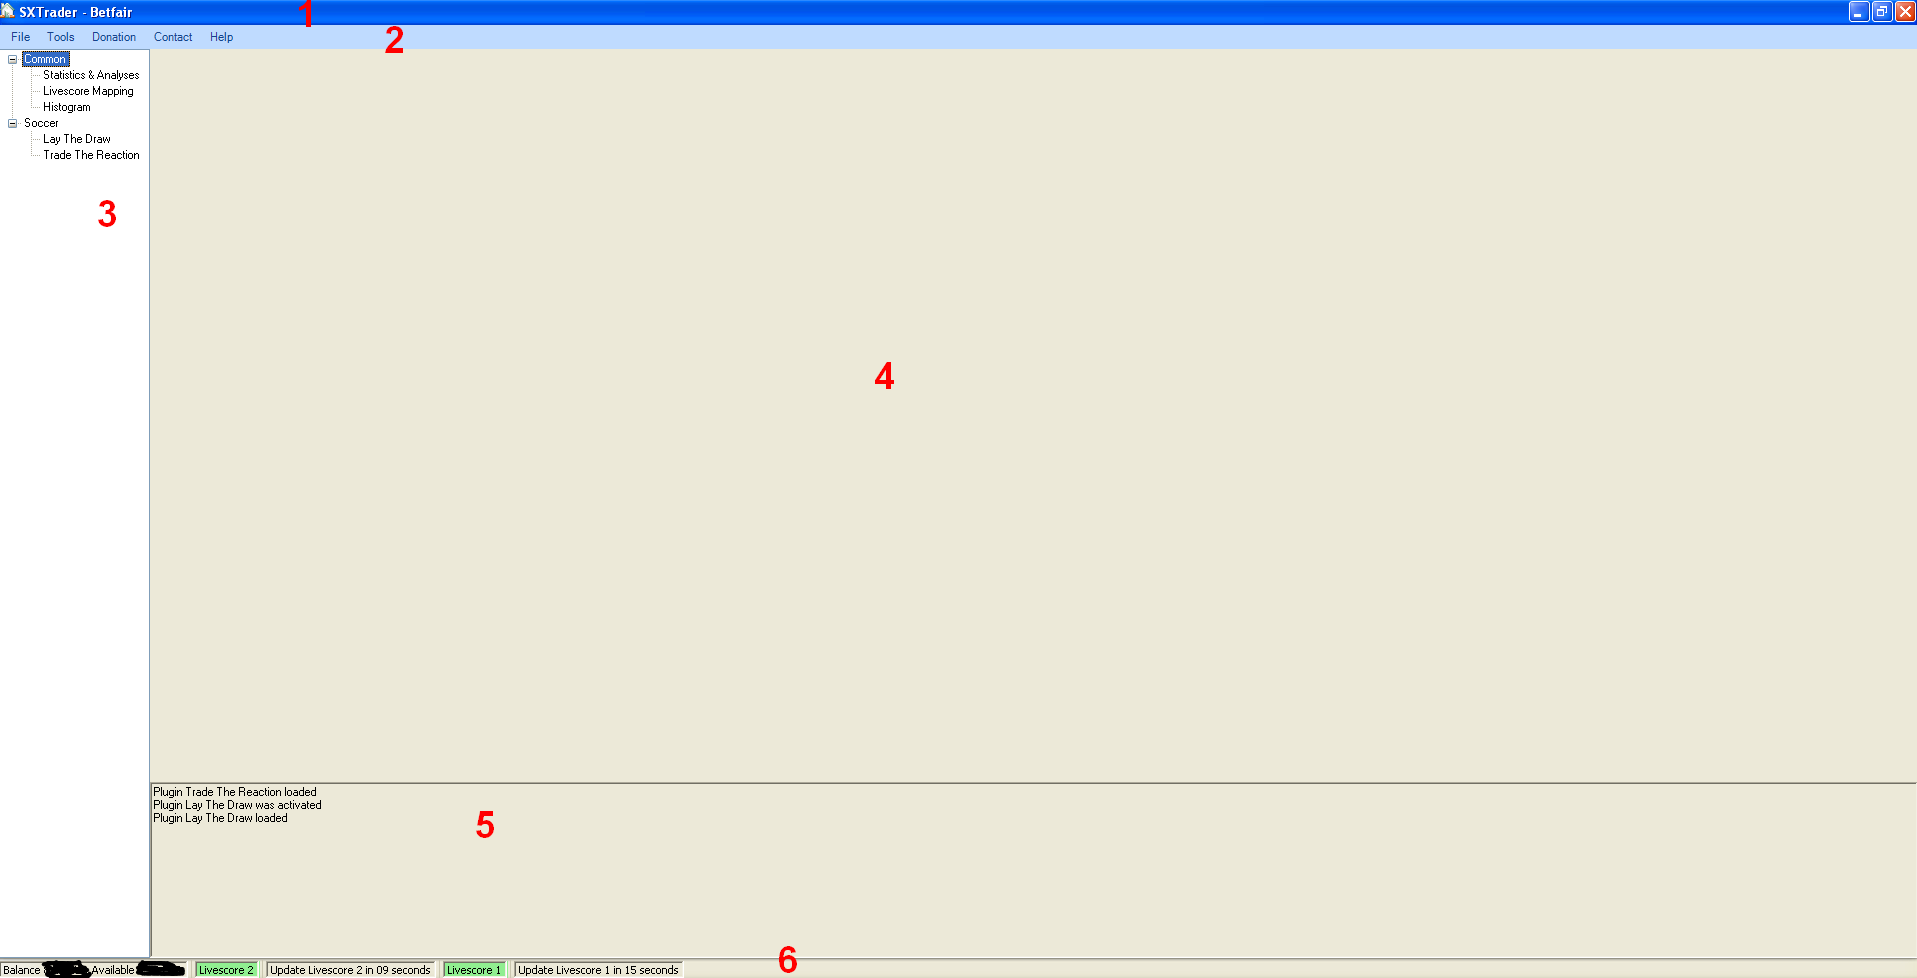 SXTrader - Betfair
1
File Tools Donation Contact Help
2
Common
Statistics & Analyses
Livescore Mapping
Histogram
Soccer
Lay The Draw
Trade The Reaction
3
4
Plugin Trade The Reaction loaded
Plugin Lay The Draw was activated
Plugin Lay The Draw loaded
5
6
Balance Available Livescore 2 Update Livescore 2 in 09 seconds Livescore 1 Update Livescore 1 in 15 seconds